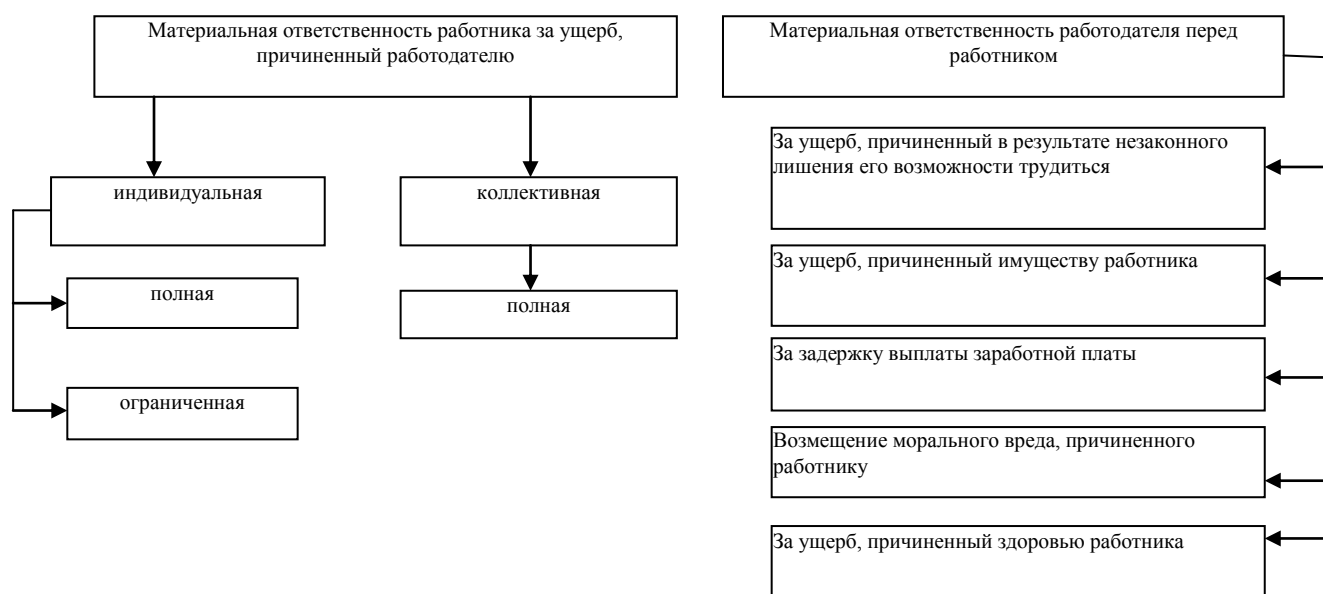 Материальная ответственность работника за ущерб,
причиненный работодателю
индивидуальная
коллективная
полная
полная
ограниченная
Материальная ответственность работодателя перед
работником
За ущерб, причиненный в результате незаконного
лишения его возможности трудиться
За ущерб, причиненный имуществу работника
За задержку выплаты заработной платы
Возмещение морального вреда, причиненного
работнику
За ущерб, причиненный здоровью работника